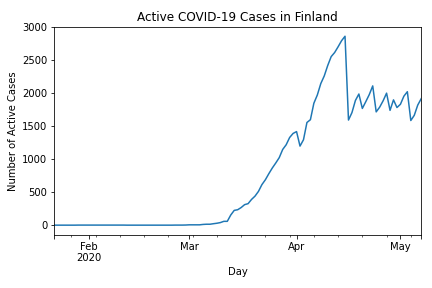 Active COVID-19 Cases in Finland
Number of Active Cases
3000
2500
2000
1500
1000
500
0
Feb
2020
Mar
Apr
May
Day